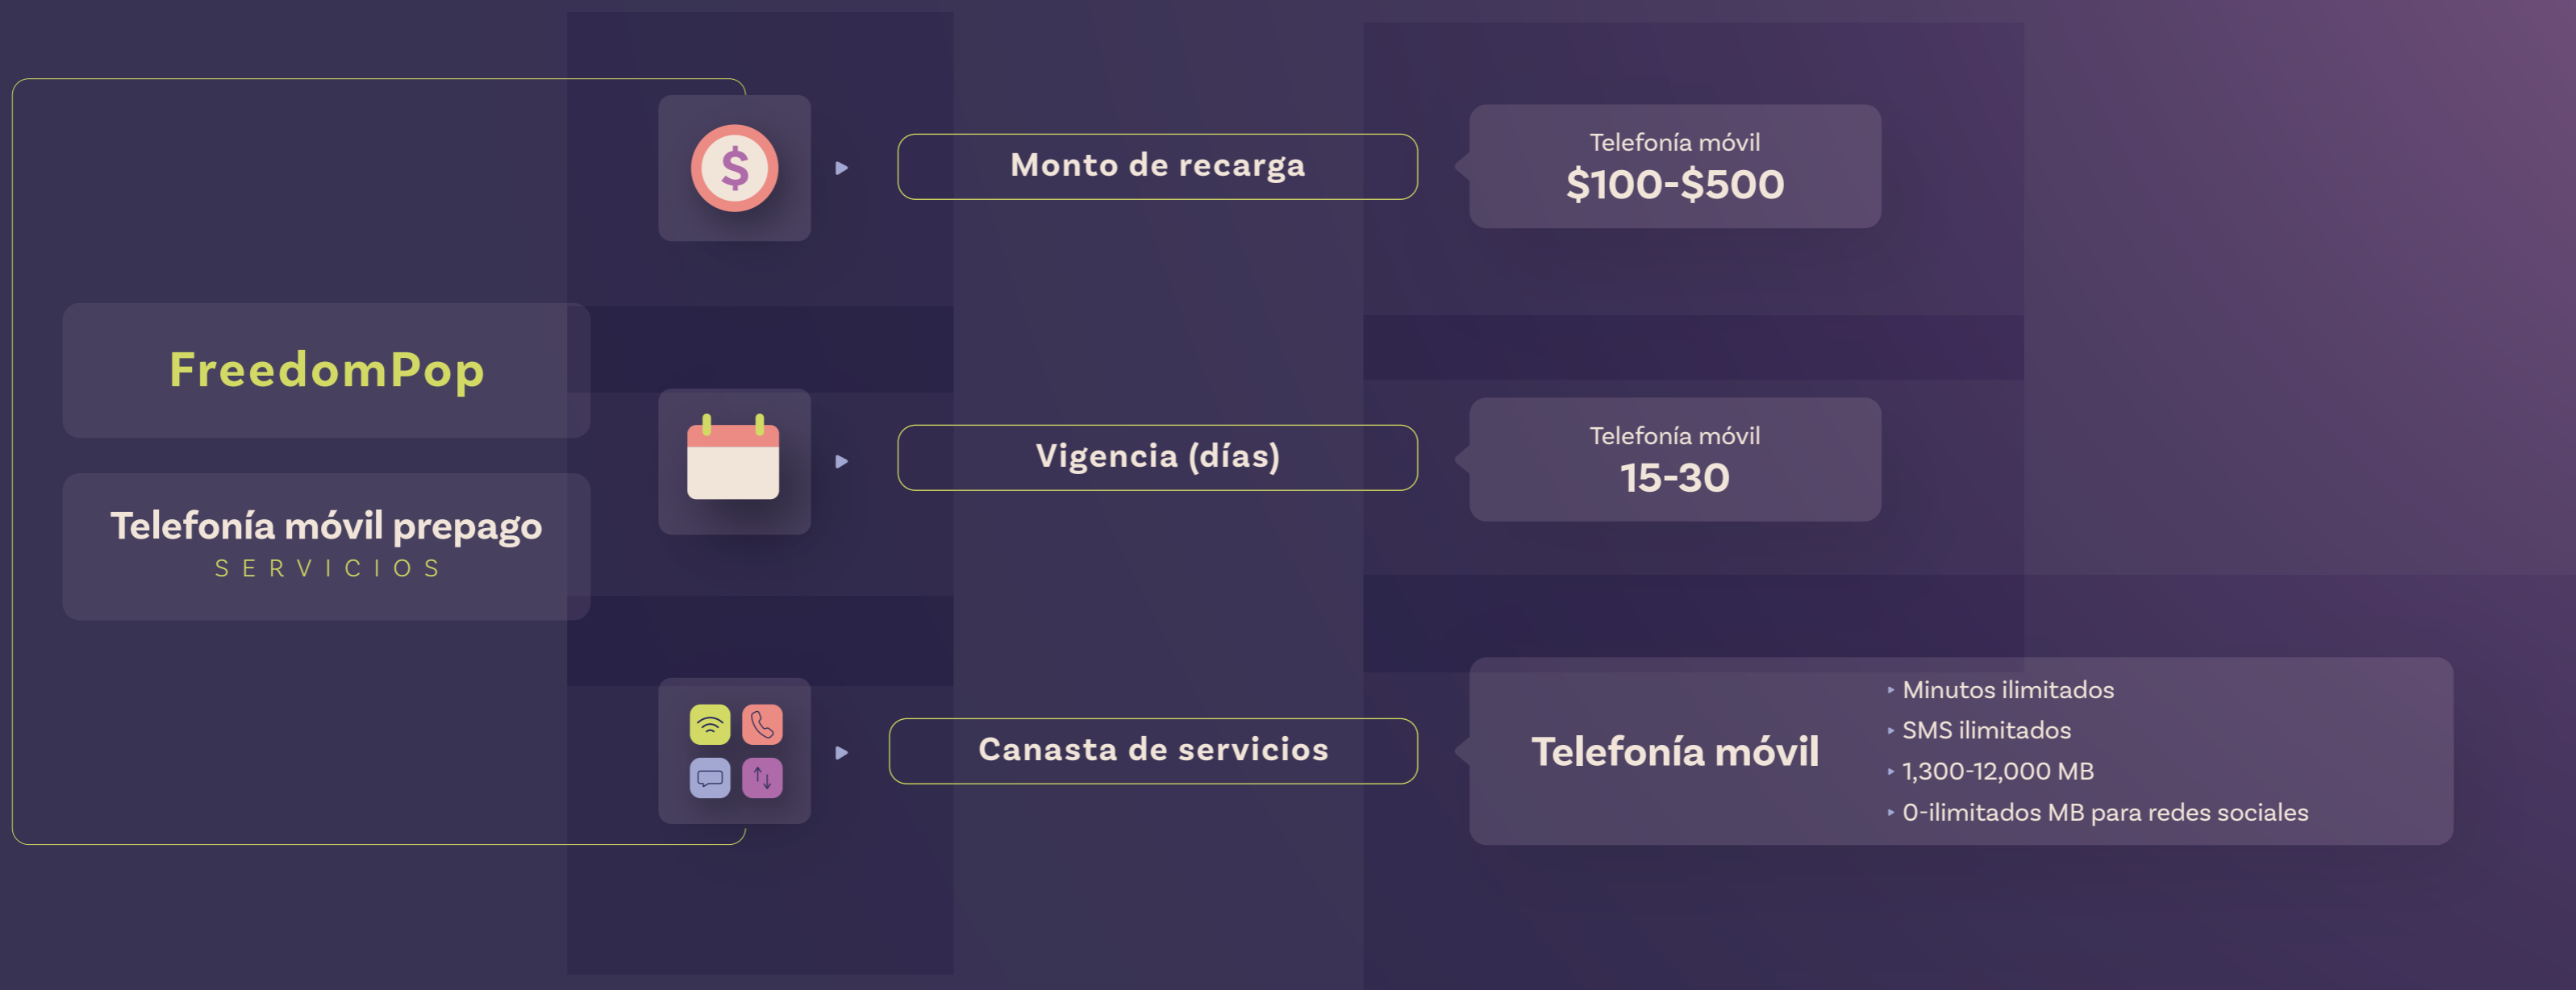 FreedomPop
Telefonía móvil prepago
SERVICIOS
$
Monto de recarga
Telefonía móvil
$100-$500
Vigencia (días)
Telefonía móvil
15-30
Canasta de servicios
Telefonía móvil
Minutos ilimitados
SMS ilimitados
1,300-12,000 MB
0-ilimitados MB para redes sociales